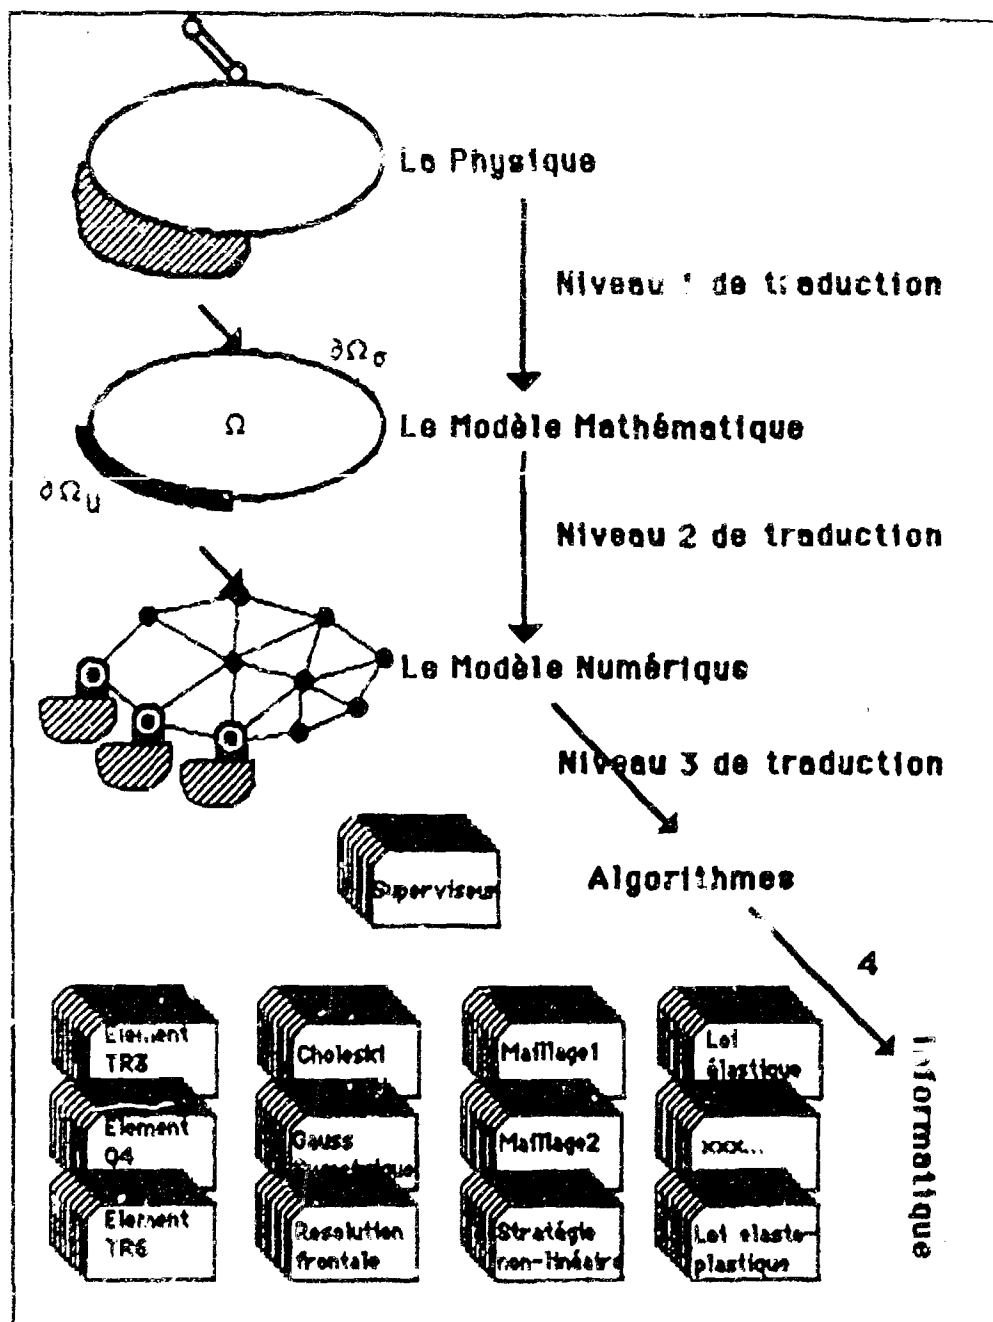 Le Physique
Niveau 1 de traduction
∂Ωσ
Ω
Le Modèle Mathématique
∂Ωu
Niveau 2 de traduction
Le Modèle Numérique
Niveau 3 de traduction
Superviseur
Algorithmes
4
Informatique
Element
TR3
Choleski
Maillage1
Loi
élastique
Element
Q4
Gauss
Maillage2
xxx...
Element
TR6
Resolution
frontale
Stratégie
non-linéaire
Loi elasto-
plastique